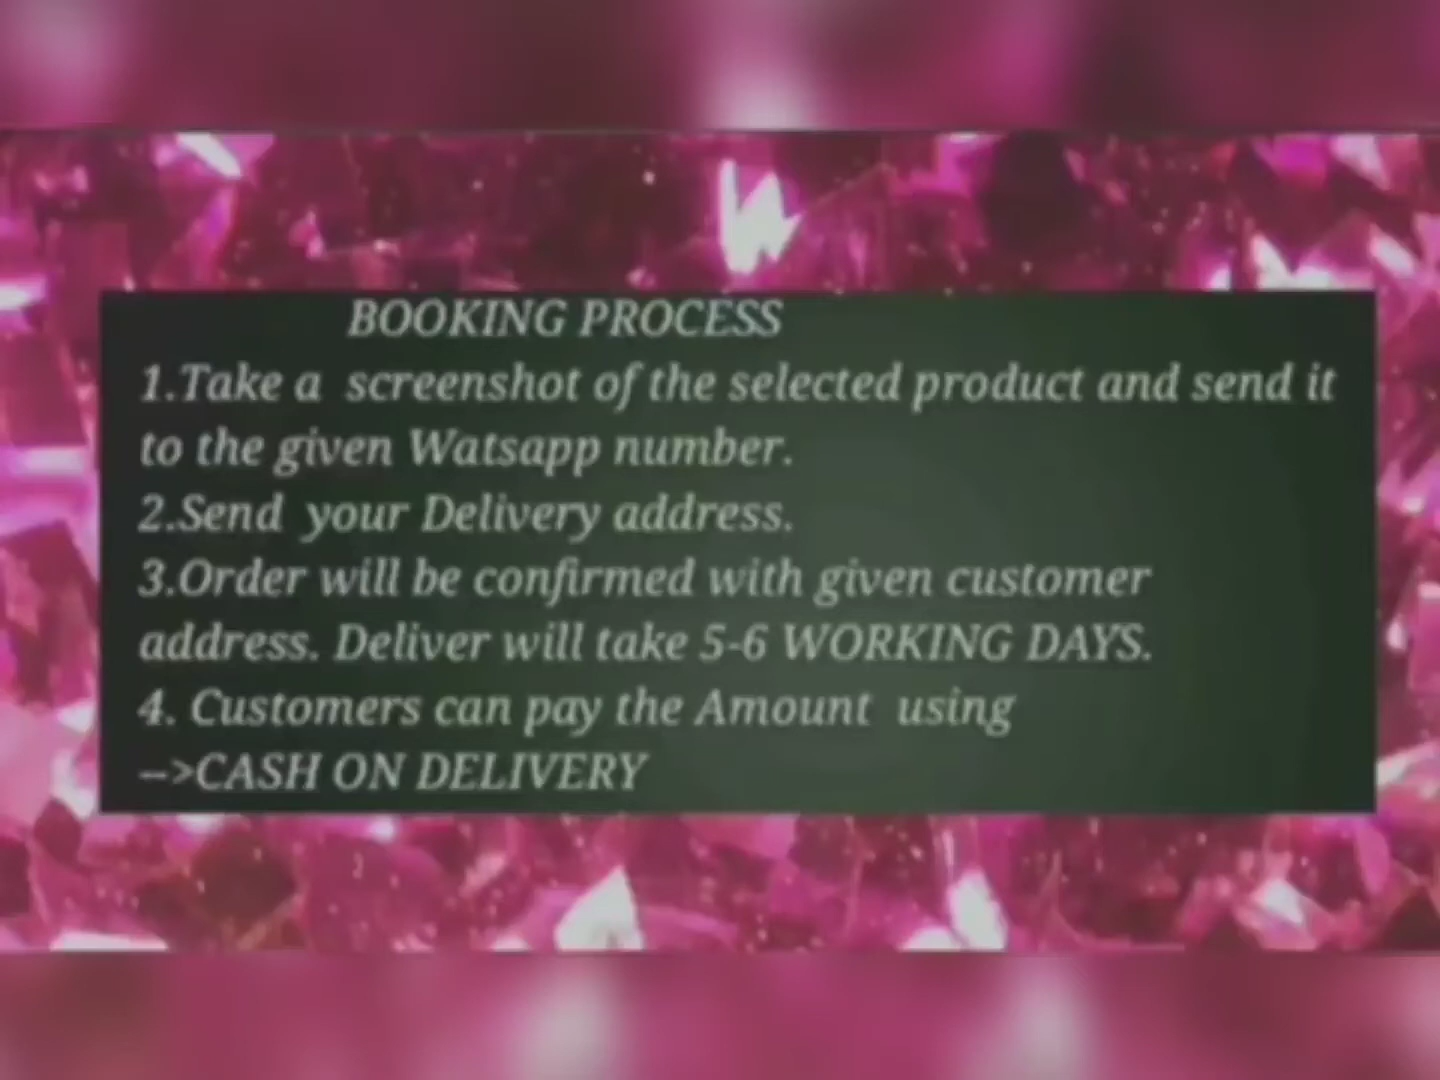 BOOKING PROCESS
1.Take a screenshot of the selected product and send it
to the given Watsapp number.
2.Send your Delivery address.
3.Order will be confirmed with given customer
address. Deliver will take 5-6 WORKING DAYS.
4. Customers can pay the Amount using
-->CASH ON DELIVERY